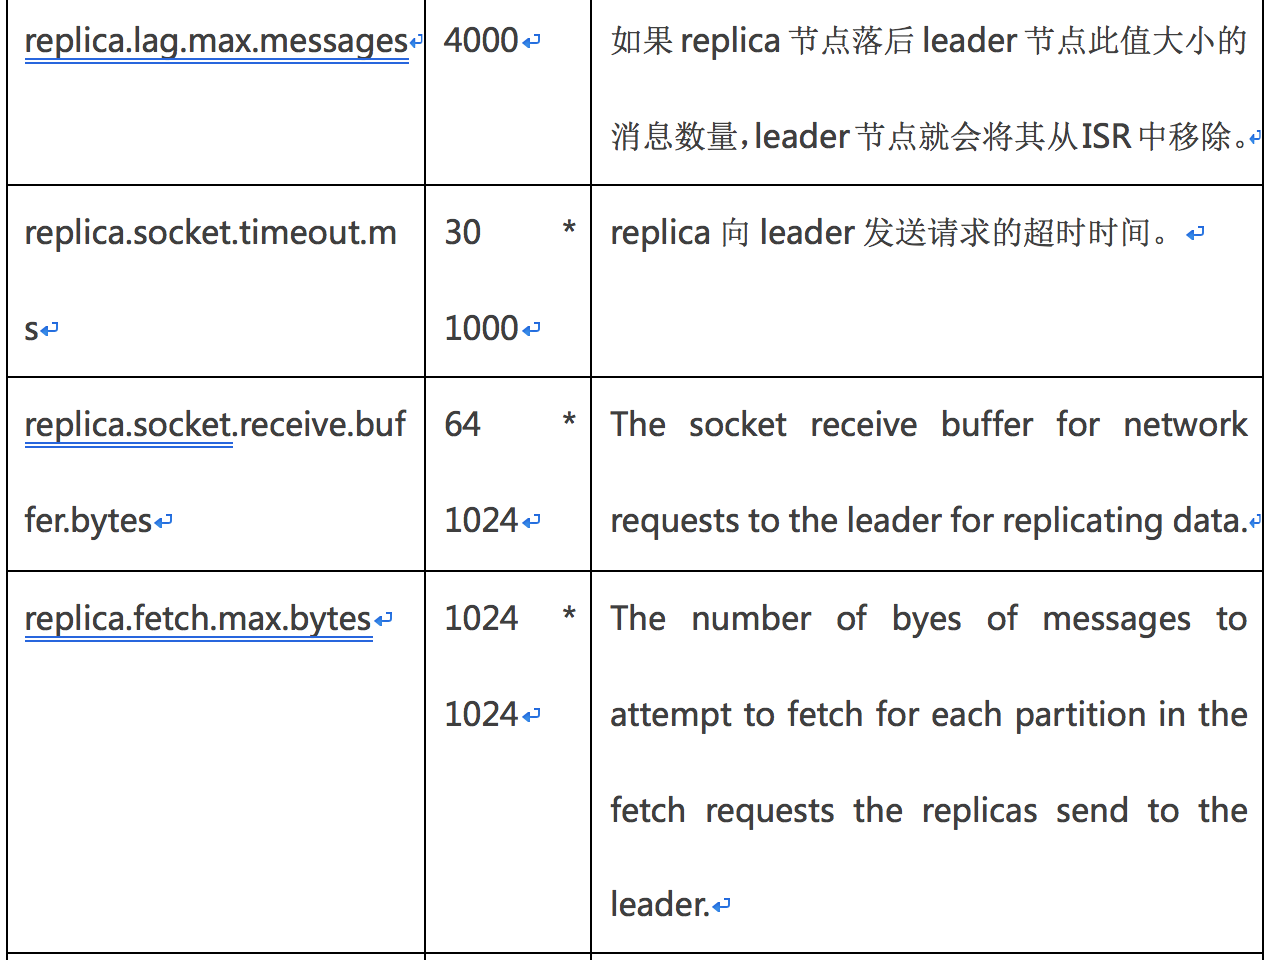 replica.lag.max.messages
4000
如果 replica 节点落后 leader 节点此值大小的
消息数量，leader 节点就会将其从 ISR 中移除。
replica.socket.timeout.m
s
30 *
1000
replica 向 leader 发送请求的超时时间。
replica.socket.receive.buf
fer.bytes
64 *
1024
The socket receive buffer for network
requests to the leader for replicating data.
replica.fetch.max.bytes
1024 *
1024
The number of byes of messages to
attempt to fetch for each partition in the
fetch requests the replicas send to the
leader.